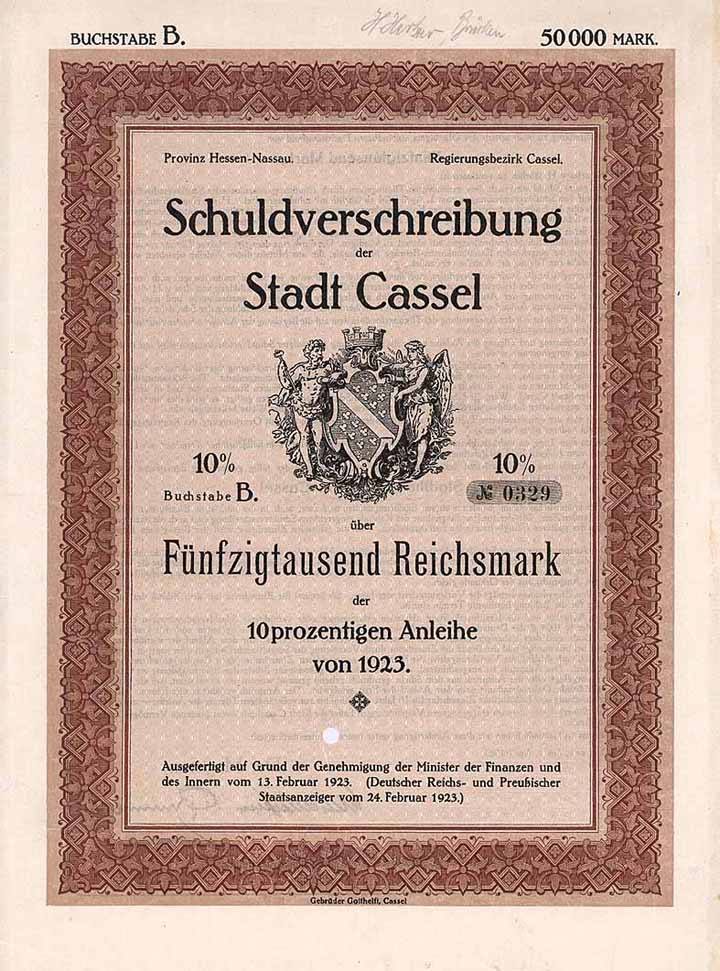 BUCHSTABE B. 50000 MARK.
Provinz Hessen-Nassau. Regierungsbezirk Cassel.
Schuldverschreibung
der
Stadt Cassel
10% 10%
Buchstabe B. № 0329
über
Fünfzigtausend Reichsmark
der
10prozentigen Anleihe
von 1923.
Ausgefertigt auf Grund der Genehmigung der Minister der Finanzen und
des Innern vom 13. Februar 1923. (Deutscher Reichs- und Preußischer
Staatsanzeiger vom 24. Februar 1923.)
Gebrüder Gotthelft, Cassel